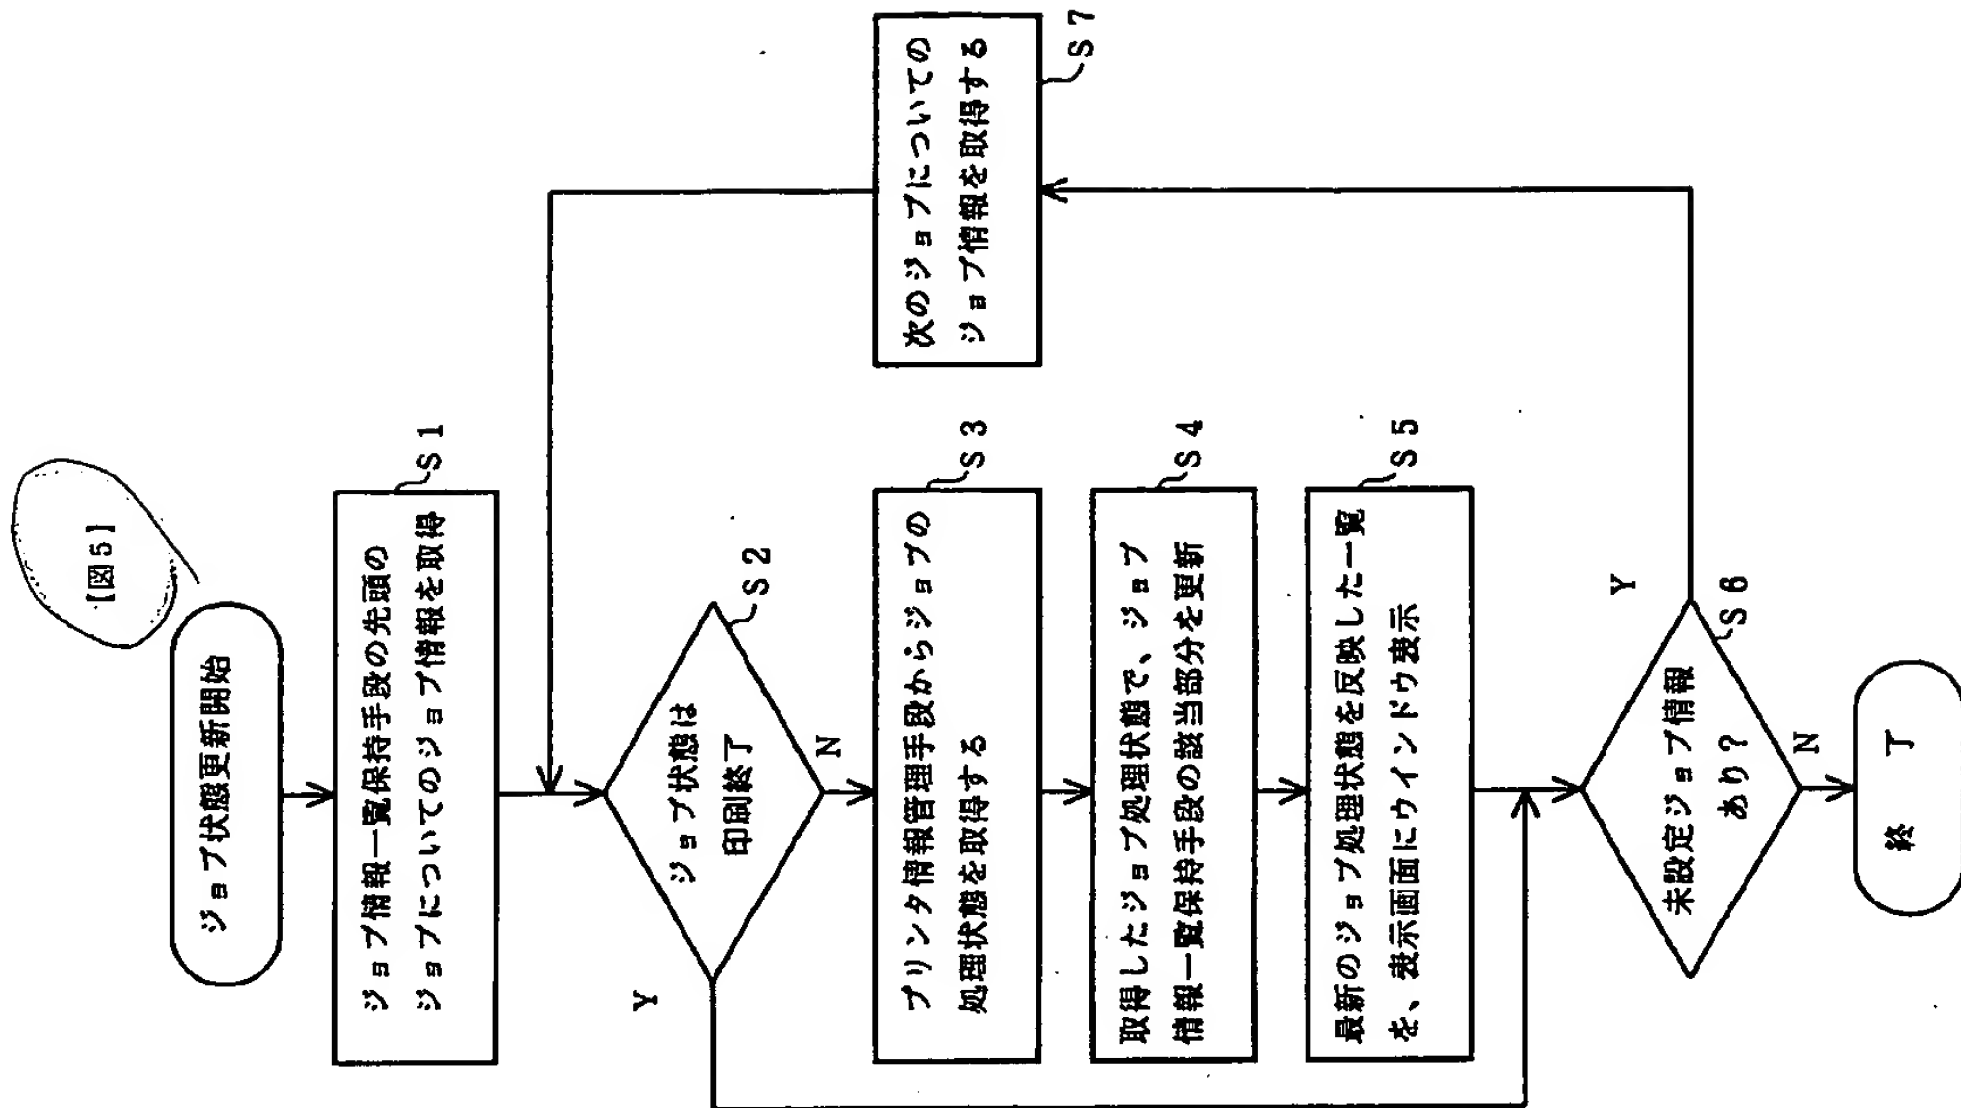 【図5】
ジョブ状態更新開始
ジョブ情報一覧保持手段の先頭の
ジョブについてのジョブ情報を取得
S1
ジョブ状態は
印刷終了
S2
Y
N
プリンタ情報管理手段からジョブの
処理状態を取得する
S3
取得したジョブ処理状態で、ジョブ
情報一覧保持手段の該当部分を更新
S4
最新のジョブ処理状態を反映した一覧
を、表示画面にウインドウ表示
S5
未設定ジョブ情報
あり?
S6
Y
N
次のジョブについての
ジョブ情報を取得する
S7
終 了